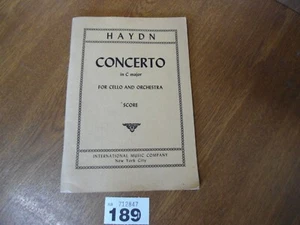 HAYDN
CONCERTO
in C major
FOR CELLO AND ORCHESTRA
SCORE
INTERNATIONAL MUSIC COMPANY
New York City
189